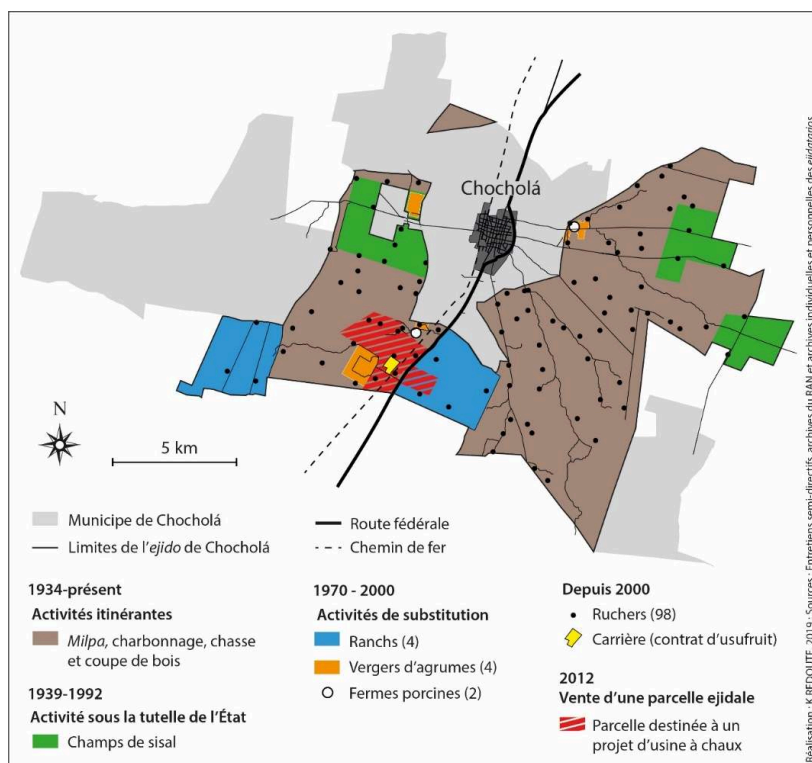 Chocholá
N
5 km
Municipe de Chocholá
Limites de l'ejido de Chocholá
Route fédérale
Chemin de fer
1934-présent
Activités itinérantes
Milpa, charbonnage, chasse
et coupe de bois
1939-1992
Activité sous la tutelle de l'État
Champs de sisal
1970 - 2000
Activités de substitution
Ranchs (4)
Vergers d'agrumes (4)
Fermes porcines (2)
Depuis 2000
Ruchers (98)
Carrière (contrat d'usufruit)
2012
Vente d'une parcelle ejidale
Parcelle destinée à un
projet d'usine à chaux
Réalisation : K.REDOUTE, 2019 ; Sources : Entretiens semi-directifs, archives du RAN et archives individuelles et personnelles des ejidatarios